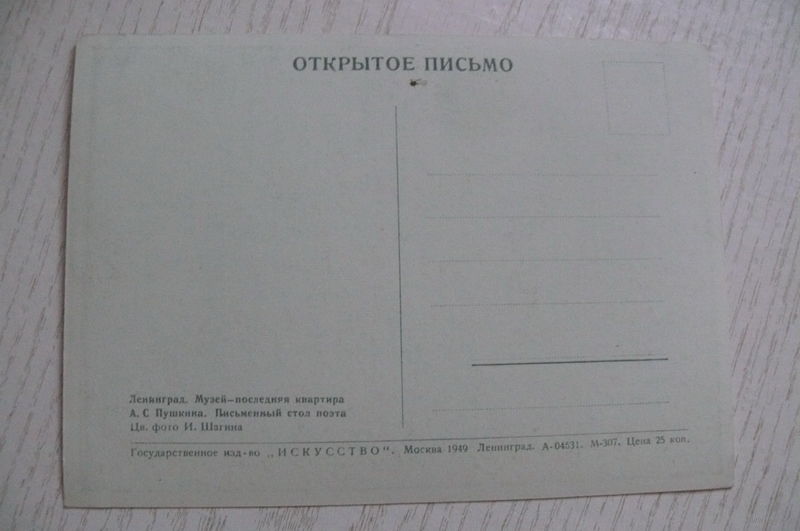 ОТКРЫТОЕ ПИСЬМО
Ленинград. Музей—последняя квартира
А. С Пушкина. Письменный стол поэта
Цв. фото И. Шагина
Государственное изд-во „ИСКУССТВО". Москва 1949 Ленинград. А-04531. М-307. Цена 25 коп.